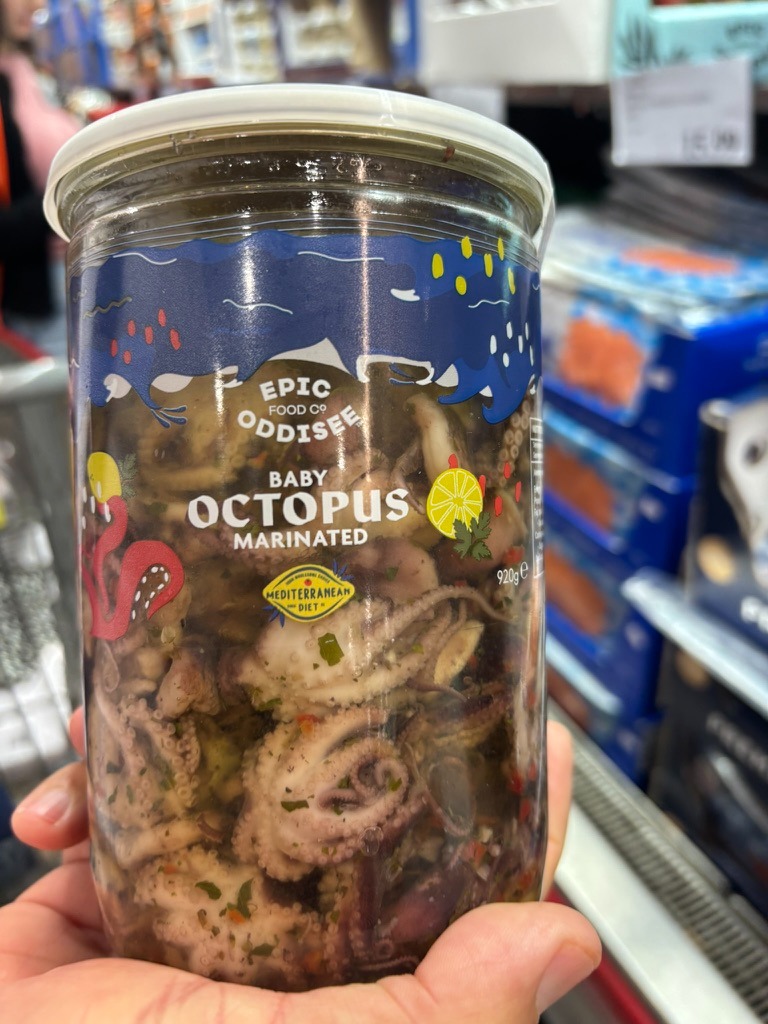 EPIC
FOOD Cº
ODDISEE
BABY
OCTOPUS
MARINATED
MEDITERRANEAN
DIET
920g e